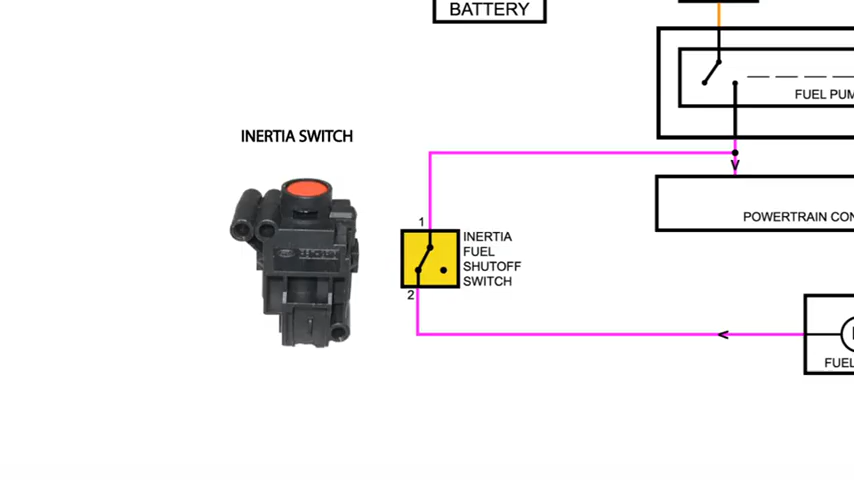 BATTERY
FUEL PUM
INERTIA SWITCH
POWERTRAIN CON
1
INERTIA
FUEL
SHUTOFF
SWITCH
2
FUEL